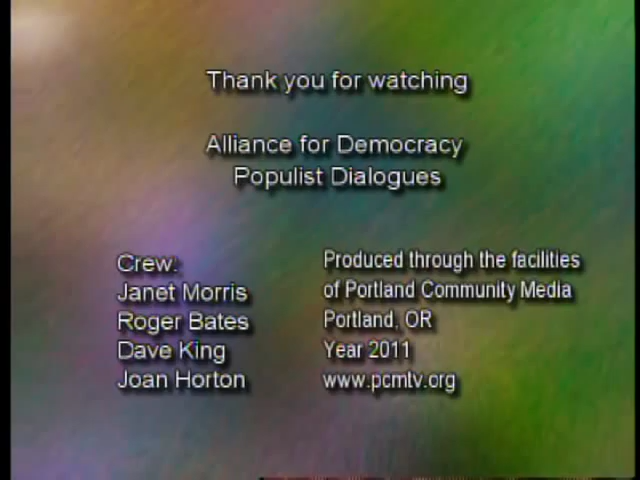 Thank you for watching
Alliance for Democracy
Populist Dialogues
Crew:
Janet Morris
Roger Bates
Dave King
Joan Horton
Produced through the facilities
of Portland Community Media
Portland, OR
Year 2011
www.pcmtv.org